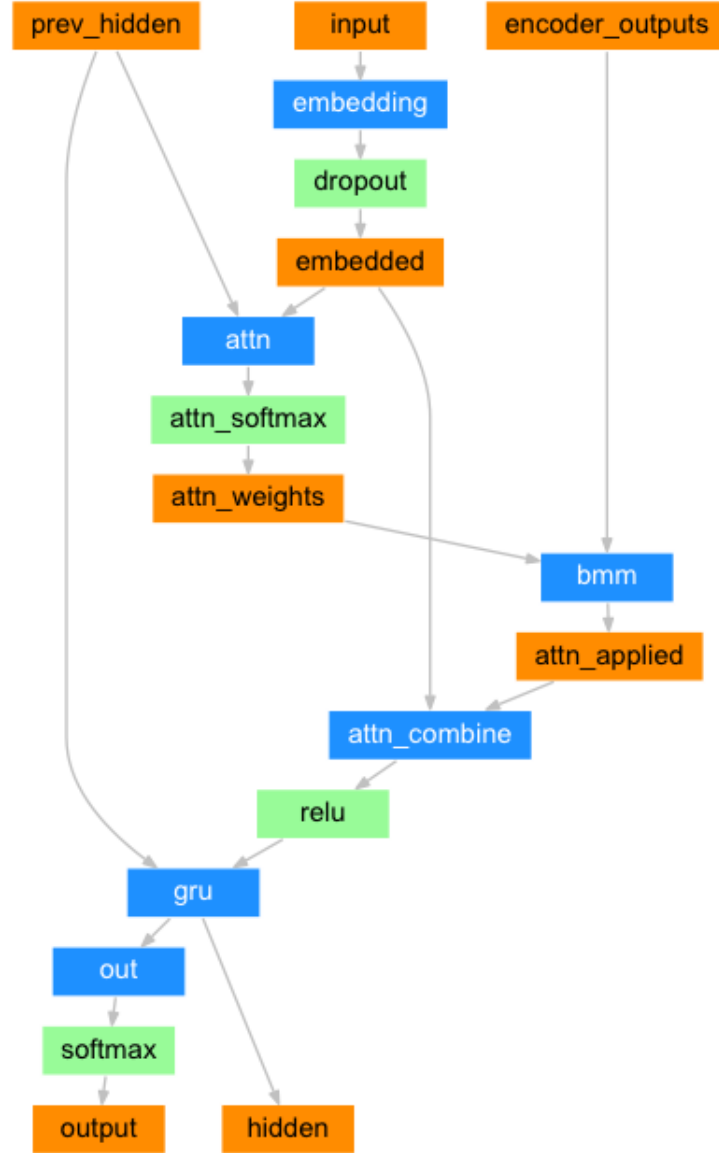 prev_hidden
input
encoder_outputs
embedding
dropout
embedded
attn
attn_softmax
attn_weights
bmm
attn_applied
attn_combine
relu
gru
out
softmax
output
hidden